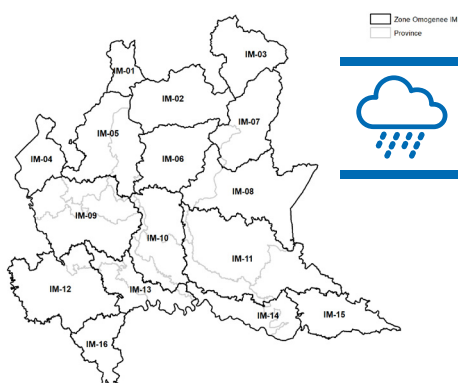 Zone Omogenee IM
Province
IM-01
IM-02
IM-03
IM-04
IM-05
IM-06
IM-07
IM-08
IM-09
IM-10
IM-11
IM-12
IM-13
IM-14
IM-15
IM-16